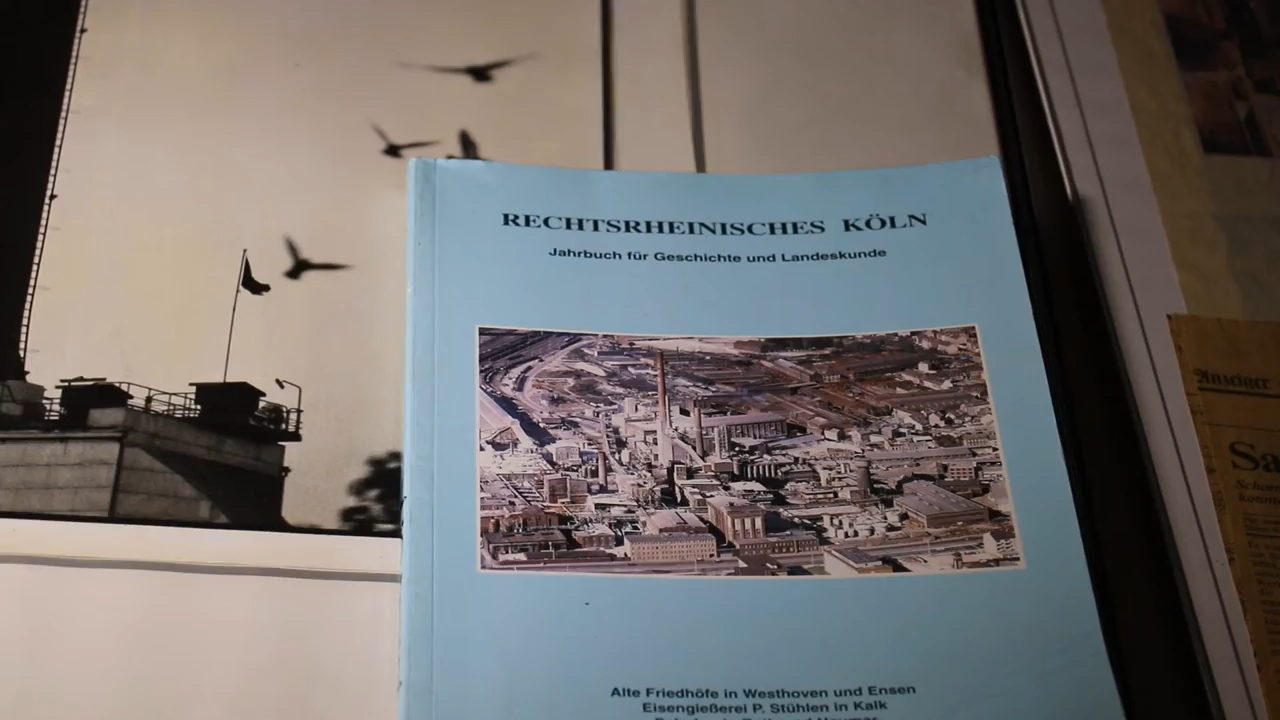 RECHTSRHEINISCHES KÖLN
Jahrbuch für Geschichte und Landeskunde
Alte Friedhöfe in Westhoven und Ensen
Eisengießerei P. Stühlen in Kalk
Anzeiger
Sa
Schon